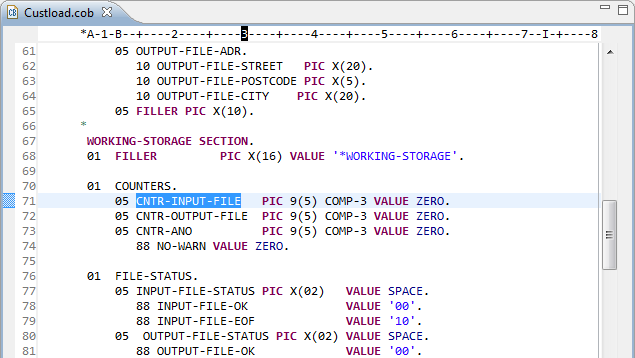 Custload.cob
*A-1-B--+----2----+----3----+----4----+----5----+----6----+----7--I-+----8
61 05 OUTPUT-FILE-ADR.
62 10 OUTPUT-FILE-STREET PIC X(20).
63 10 OUTPUT-FILE-POSTCODE PIC X(5).
64 10 OUTPUT-FILE-CITY PIC X(20).
65 05 FILLER PIC X(10).
66 *
67 WORKING-STORAGE SECTION.
68 01 FILLER PIC X(16) VALUE '*WORKING-STORAGE'.
69
70 01 COUNTERS.
71 05 CNTR-INPUT-FILE PIC 9(5) COMP-3 VALUE ZERO.
72 05 CNTR-OUTPUT-FILE PIC 9(5) COMP-3 VALUE ZERO.
73 05 CNTR-ANO PIC 9(5) COMP-3 VALUE ZERO.
74 88 NO-WARN VALUE ZERO.
75
76 01 FILE-STATUS.
77 05 INPUT-FILE-STATUS PIC X(02) VALUE SPACE.
78 88 INPUT-FILE-OK VALUE '00'.
79 88 INPUT-FILE-EOF VALUE '10'.
80 05 OUTPUT-FILE-STATUS PIC X(02) VALUE SPACE.
81 88 OUTPUT-FILE-OK VALUE '00'.